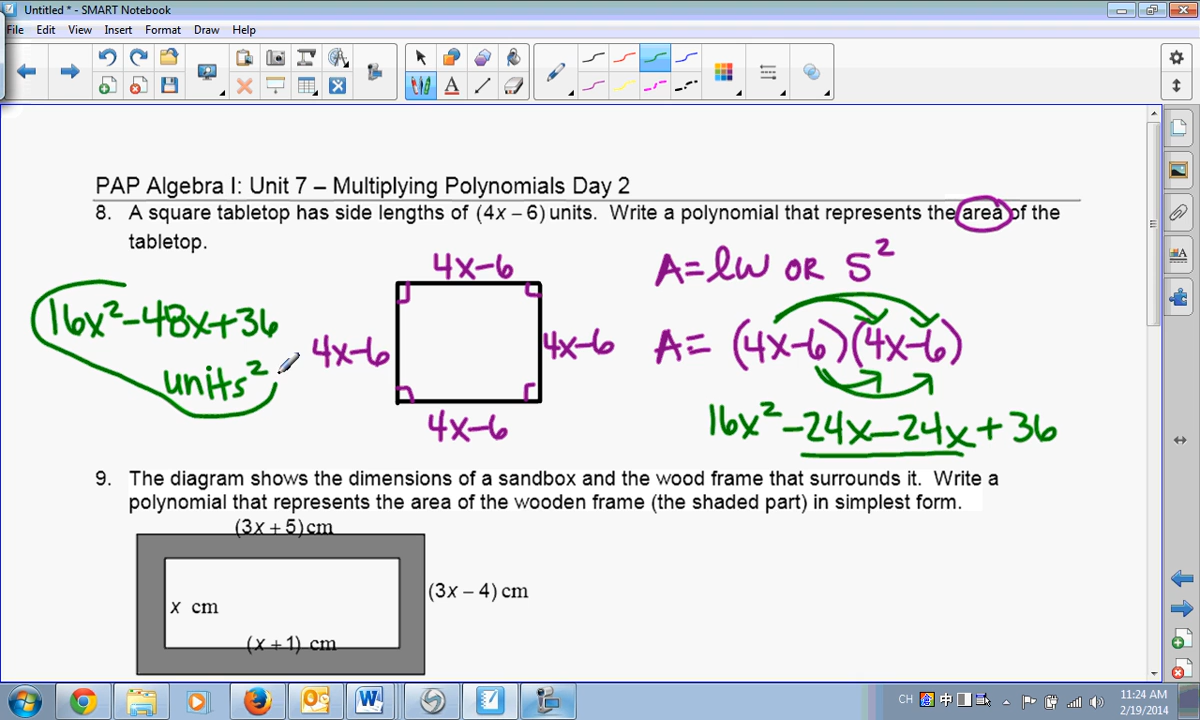 Untitled * - SMART Notebook
File Edit View Insert Format Draw Help
PAP Algebra I: Unit 7 – Multiplying Polynomials Day 2
8. A square tabletop has side lengths of (4x – 6) units. Write a polynomial that represents the area of the
tabletop.
4x-6
A=lw OR S²
16x²-48x+36
units²
4x-6
4x-6
A= (4x-6)(4x-6)
4x-6
16x²-24x-24x+36
9. The diagram shows the dimensions of a sandbox and the wood frame that surrounds it. Write a
polynomial that represents the area of the wooden frame (the shaded part) in simplest form.
(3x + 5) cm
(3x – 4) cm
x cm
(x + 1) cm
CH 中
11:24 AM
2/19/2014